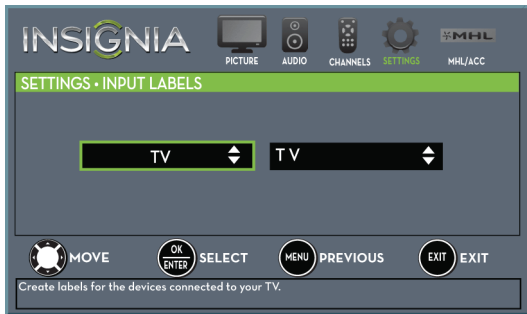 INSIGNIA
PICTURE AUDIO CHANNELS SETTINGS MHL MHL/ACC
SETTINGS • INPUT LABELS
TV T V
MOVE OK ENTER SELECT MENU PREVIOUS EXIT EXIT
Create labels for the devices connected to your TV.